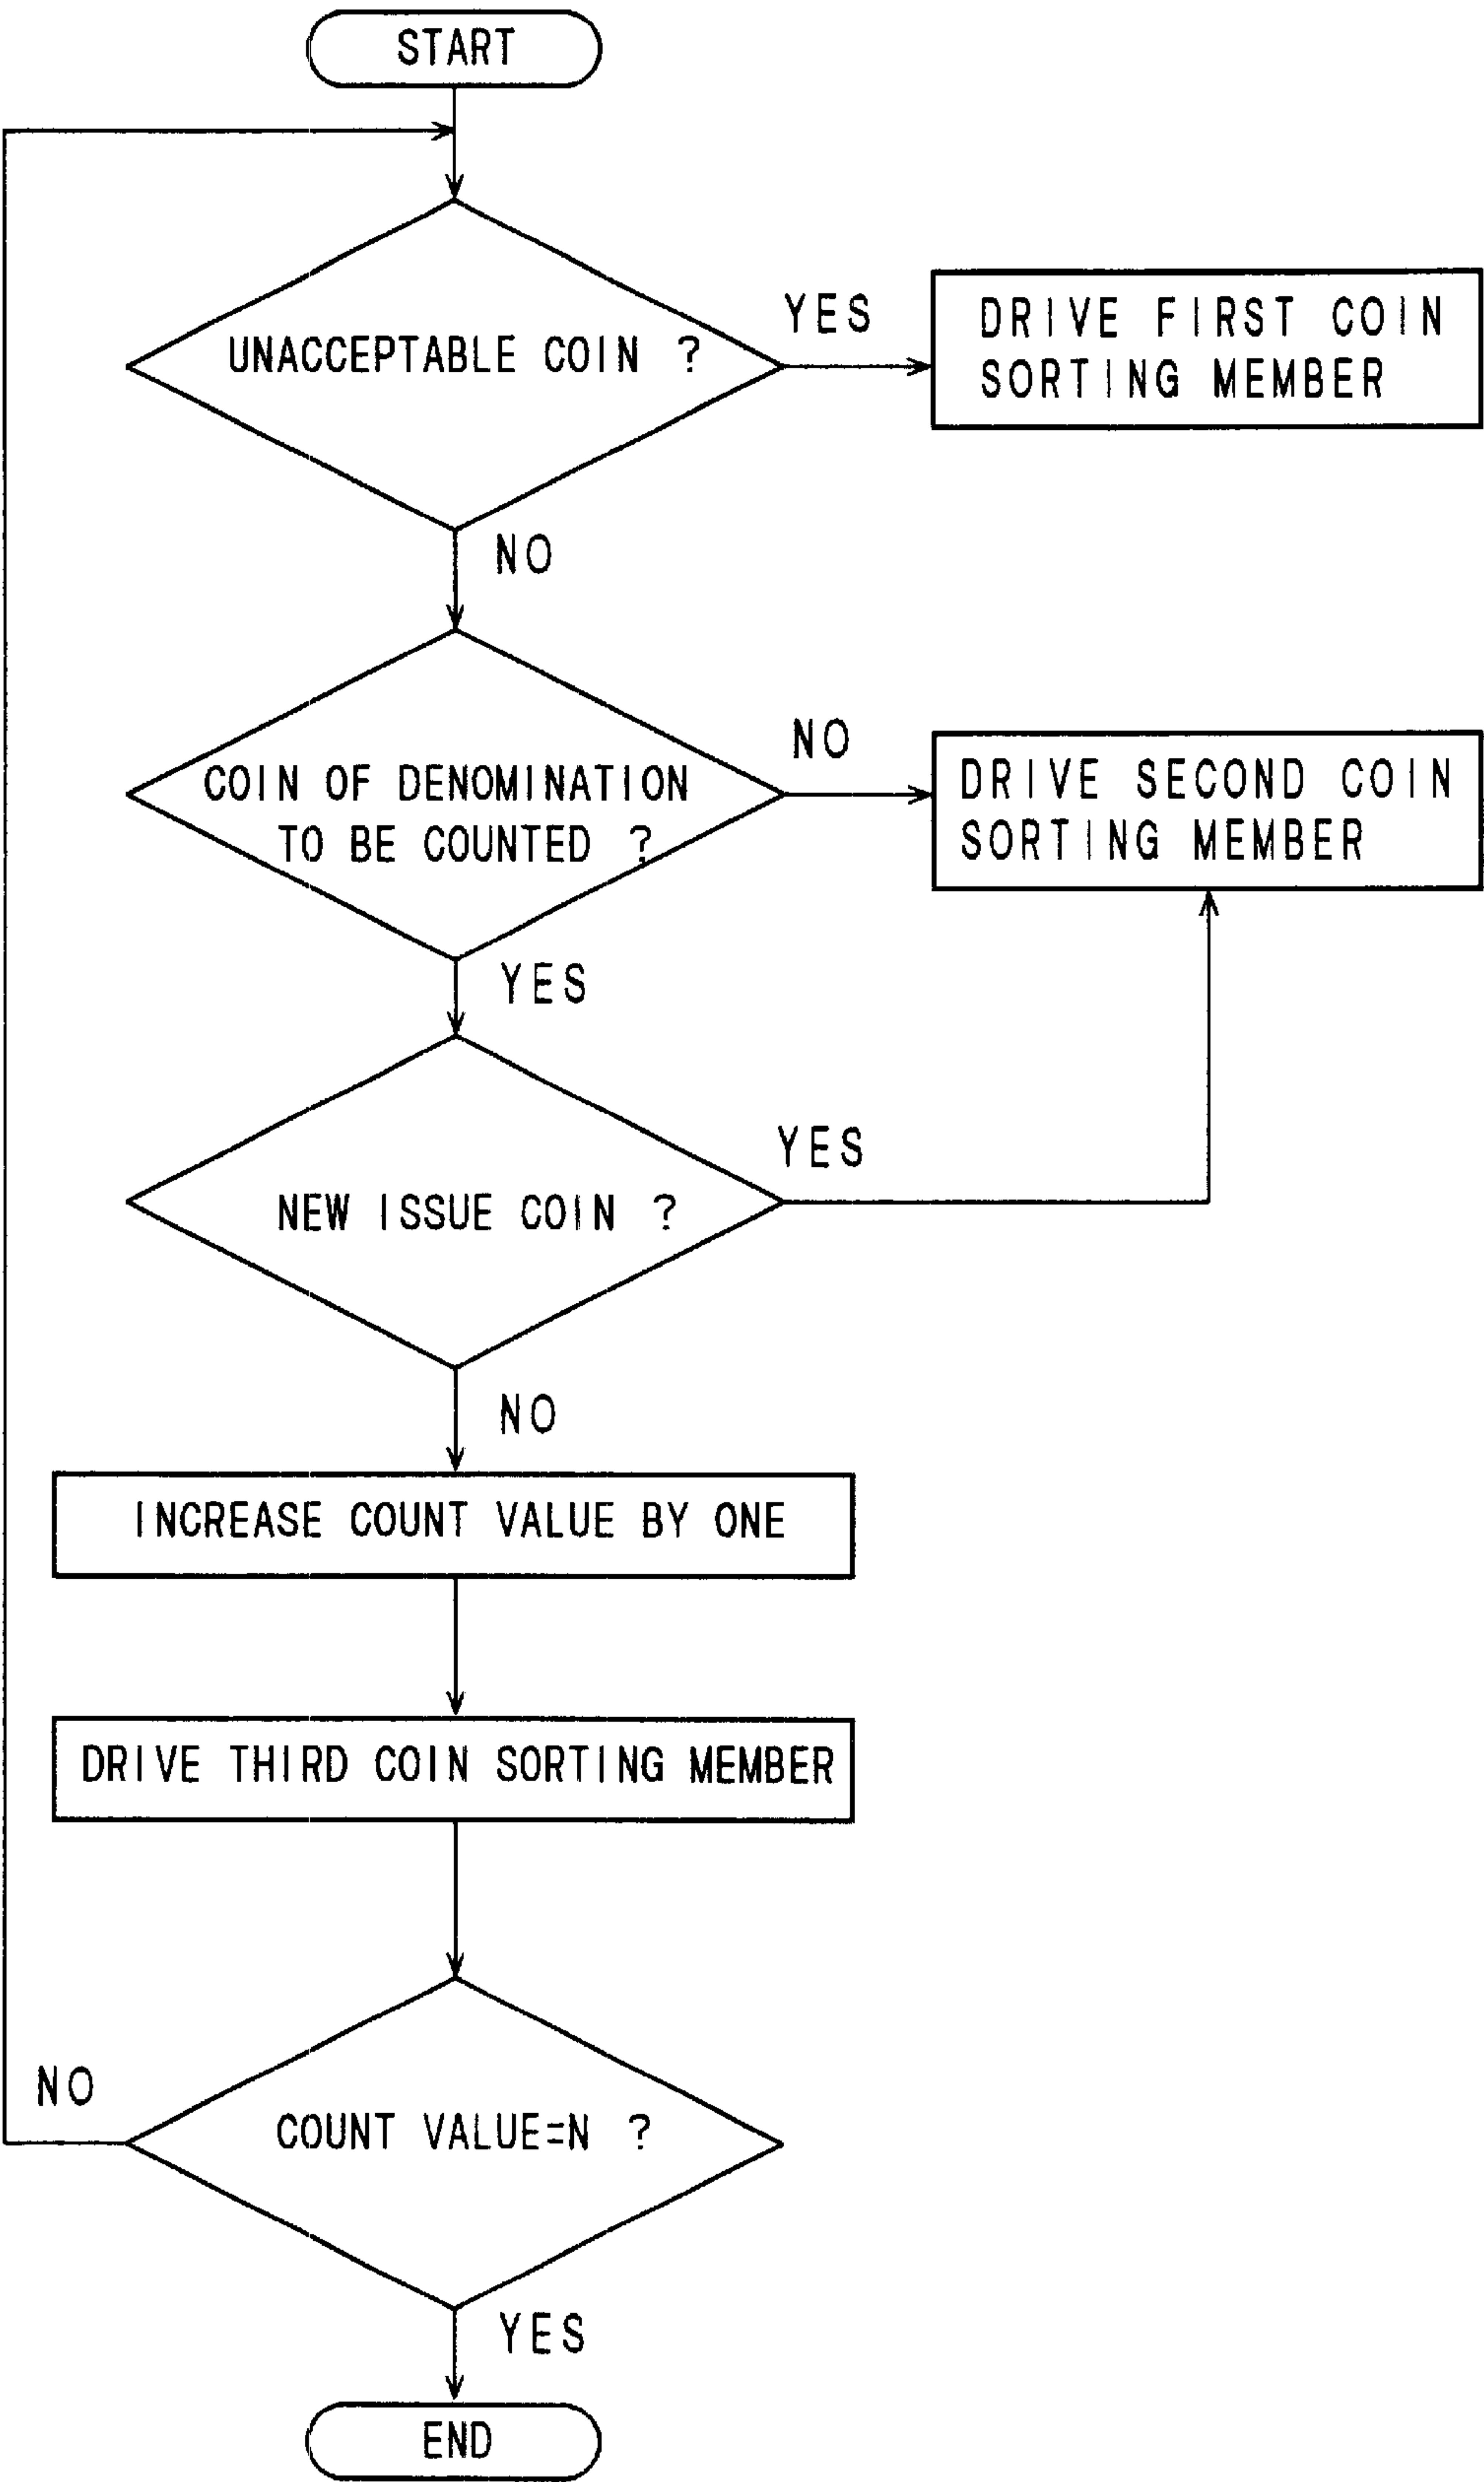 START
UNACCEPTABLE COIN ?
YES
DRIVE FIRST COIN
SORTING MEMBER
NO
COIN OF DENOMINATION
TO BE COUNTED ?
NO
DRIVE SECOND COIN
SORTING MEMBER
YES
NEW ISSUE COIN ?
YES
NO
INCREASE COUNT VALUE BY ONE
DRIVE THIRD COIN SORTING MEMBER
COUNT VALUE=N ?
NO
YES
END